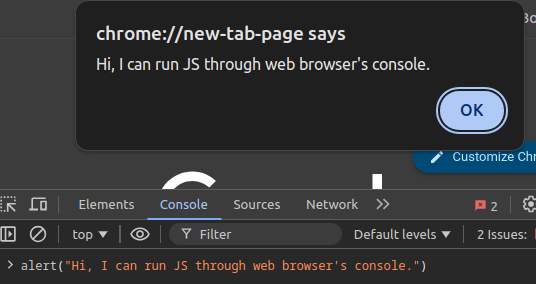 chrome://new-tab-page says
Hi, I can run JS through web browser's console.
OK
Customize Chr
Elements Console Sources Network 2
top Filter Default levels 2 Issues:
alert("Hi, I can run JS through web browser's console.")